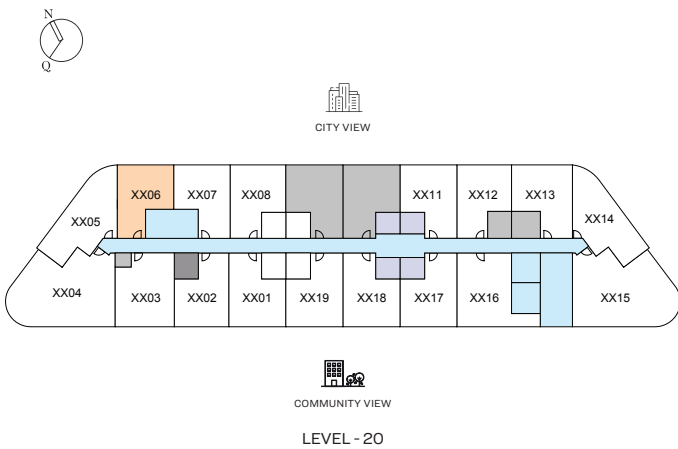 N
Q
CITY VIEW
XX06 XX07 XX08 XX11 XX12 XX13
XX05 XX14
XX04 XX03 XX02 XX01 XX19 XX18 XX17 XX16 XX15
COMMUNITY VIEW
LEVEL - 20